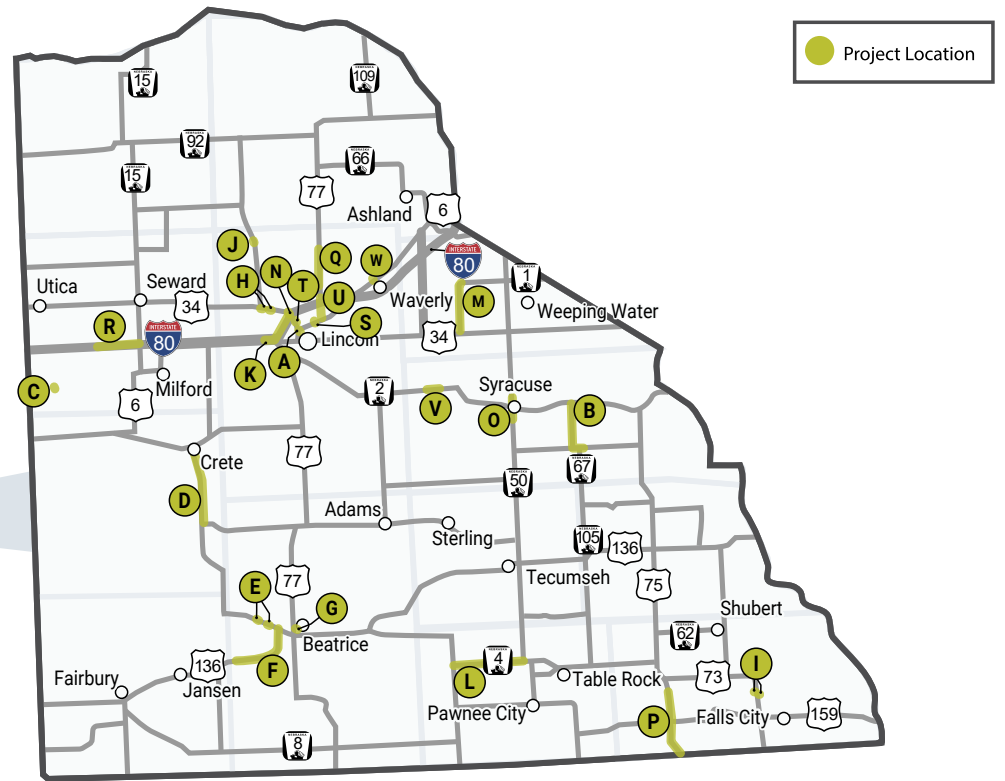 Project Location
15
109
92
66
15
77
Ashland
6
J
Q
W
INTERSTATE
80
N
T
H
1
Utica
Seward
34
U
Waverly
M
Weeping Water
R
INTERSTATE
80
S
34
Lincoln
K
A
C
Milford
6
2
V
Syracuse
O
B
77
Crete
67
50
D
Adams
Sterling
105
136
Tecumseh
77
75
E
G
Shubert
62
Beatrice
136
F
4
L
I
73
Fairbury
Jansen
Table Rock
Pawnee City
P
Falls City
159
8